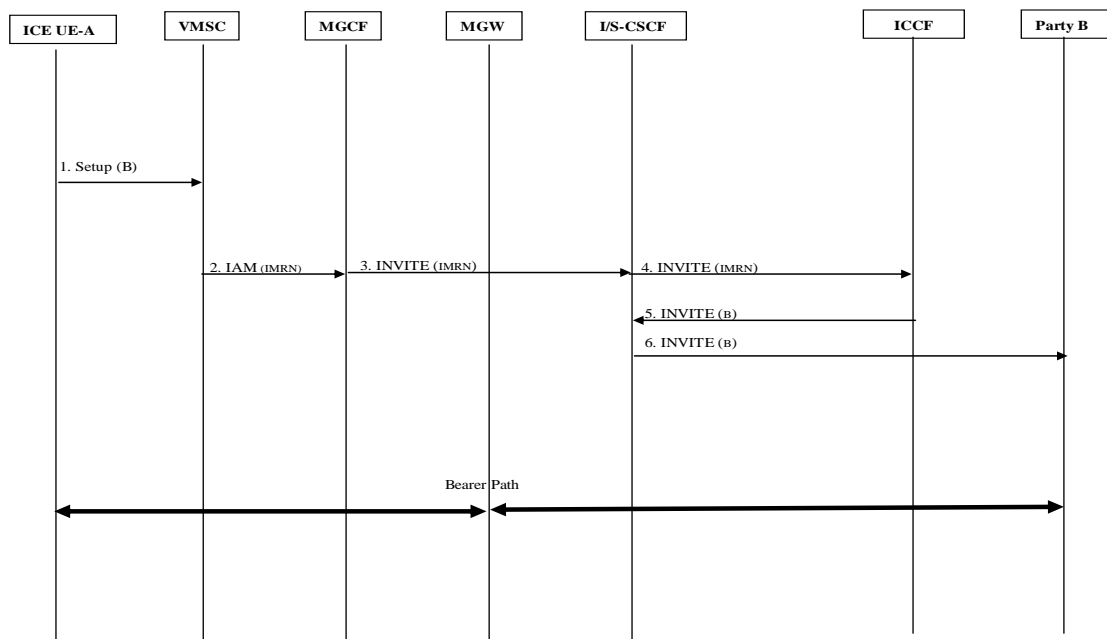 ICE UE-A
VMSC
MGCF
MGW
I/S-CSCF
ICCF
Party B
1. Setup (B)
2. IAM (IMRN)
3. INVITE (IMRN)
4. INVITE (IMRN)
5. INVITE (B)
6. INVITE (B)
Bearer Path